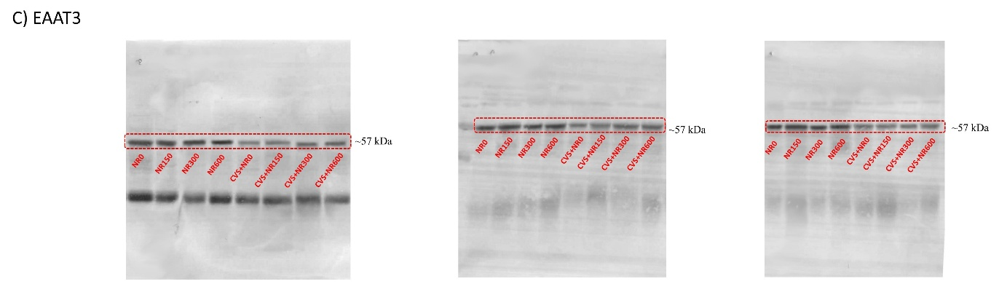 C) EAAT3
~57 kDa
NR0
NR150
NR300
NR600
CVS+NR0
CVS+NR150
CVS+NR300
CVS+NR600
~57 kDa
NR0
NR150
NR300
NR600
CVS+NR0
CVS+NR150
CVS+NR300
CVS+NR600
~57 kDa
NR0
NR150
NR300
NR600
CVS+NR0
CVS+NR150
CVS+NR300
CVS+NR600